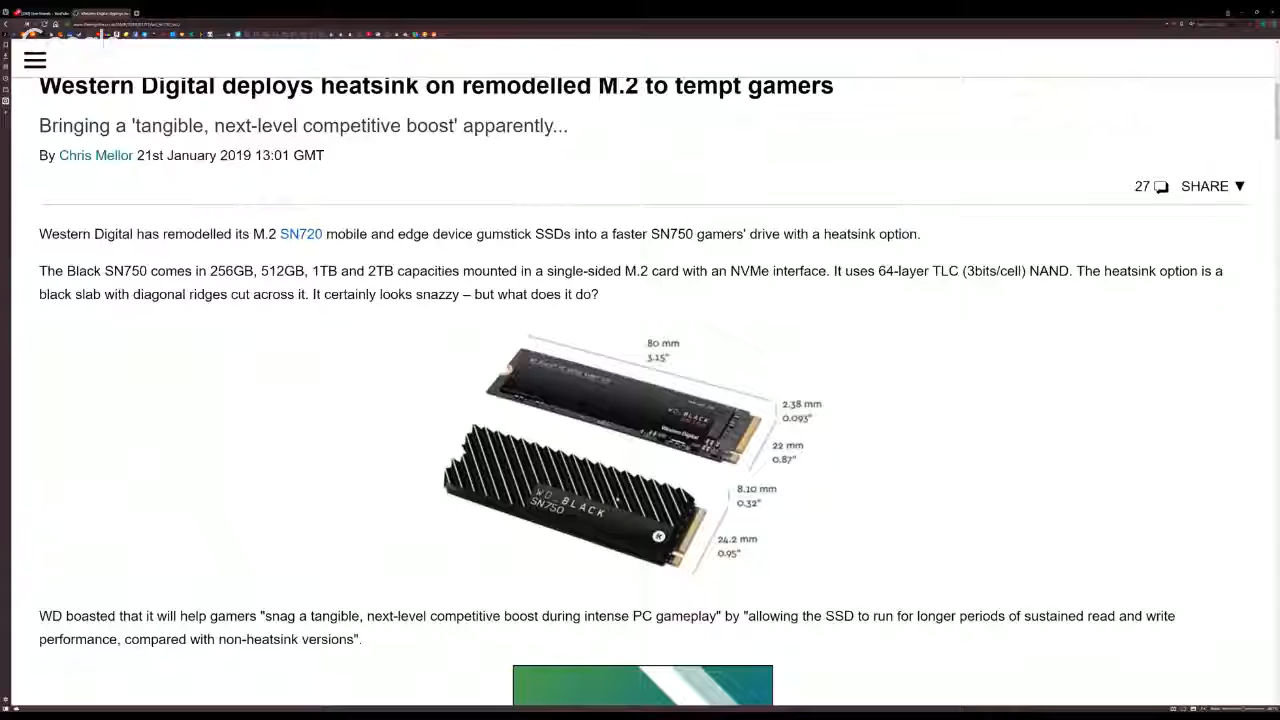 Western Digital deploys heatsink on remodelled M.2 to tempt gamers
Bringing a 'tangible, next-level competitive boost' apparently...
By Chris Mellor 21st January 2019 13:01 GMT
27 SHARE ▼
Western Digital has remodelled its M.2 SN720 mobile and edge device gumstick SSDs into a faster SN750 gamers' drive with a heatsink option.
The Black SN750 comes in 256GB, 512GB, 1TB and 2TB capacities mounted in a single-sided M.2 card with an NVMe interface. It uses 64-layer TLC (3bits/cell) NAND. The heatsink option is a
black slab with diagonal ridges cut across it. It certainly looks snazzy – but what does it do?
80 mm
3.15"
2.38 mm
0.093"
WD_BLACK
Western Digital
22 mm
0.87"
8.10 mm
0.32"
WD_BLACK
SN750
24.2 mm
0.95"
WD boasted that it will help gamers "snag a tangible, next-level competitive boost during intense PC gameplay" by "allowing the SSD to run for longer periods of sustained read and write
performance, compared with non-heatsink versions".